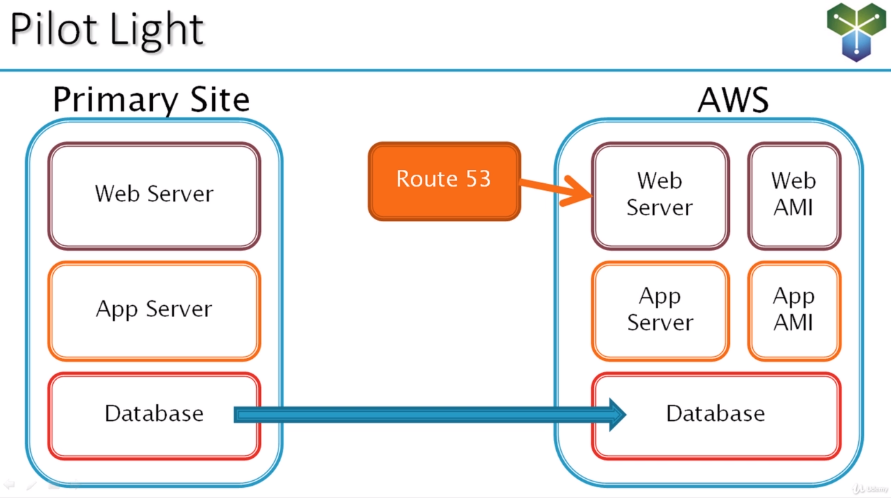 Pilot Light
Primary Site
AWS
Web Server
Route 53
Web
Server
Web
AMI
App Server
App
Server
App
AMI
Database
Database
Udemy